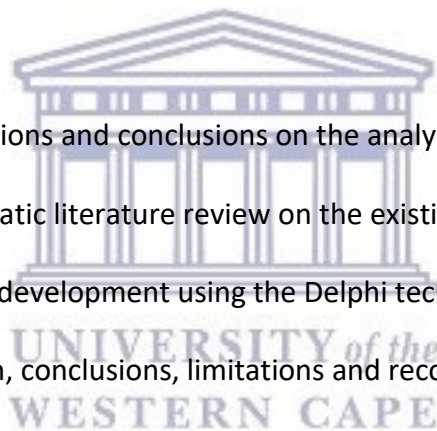 ions and conclusions on the analy
atic literature review on the existi
development using the Delphi tec
UNIVERSITY of the
n, conclusions, limitations and reco
WESTERN CAPE